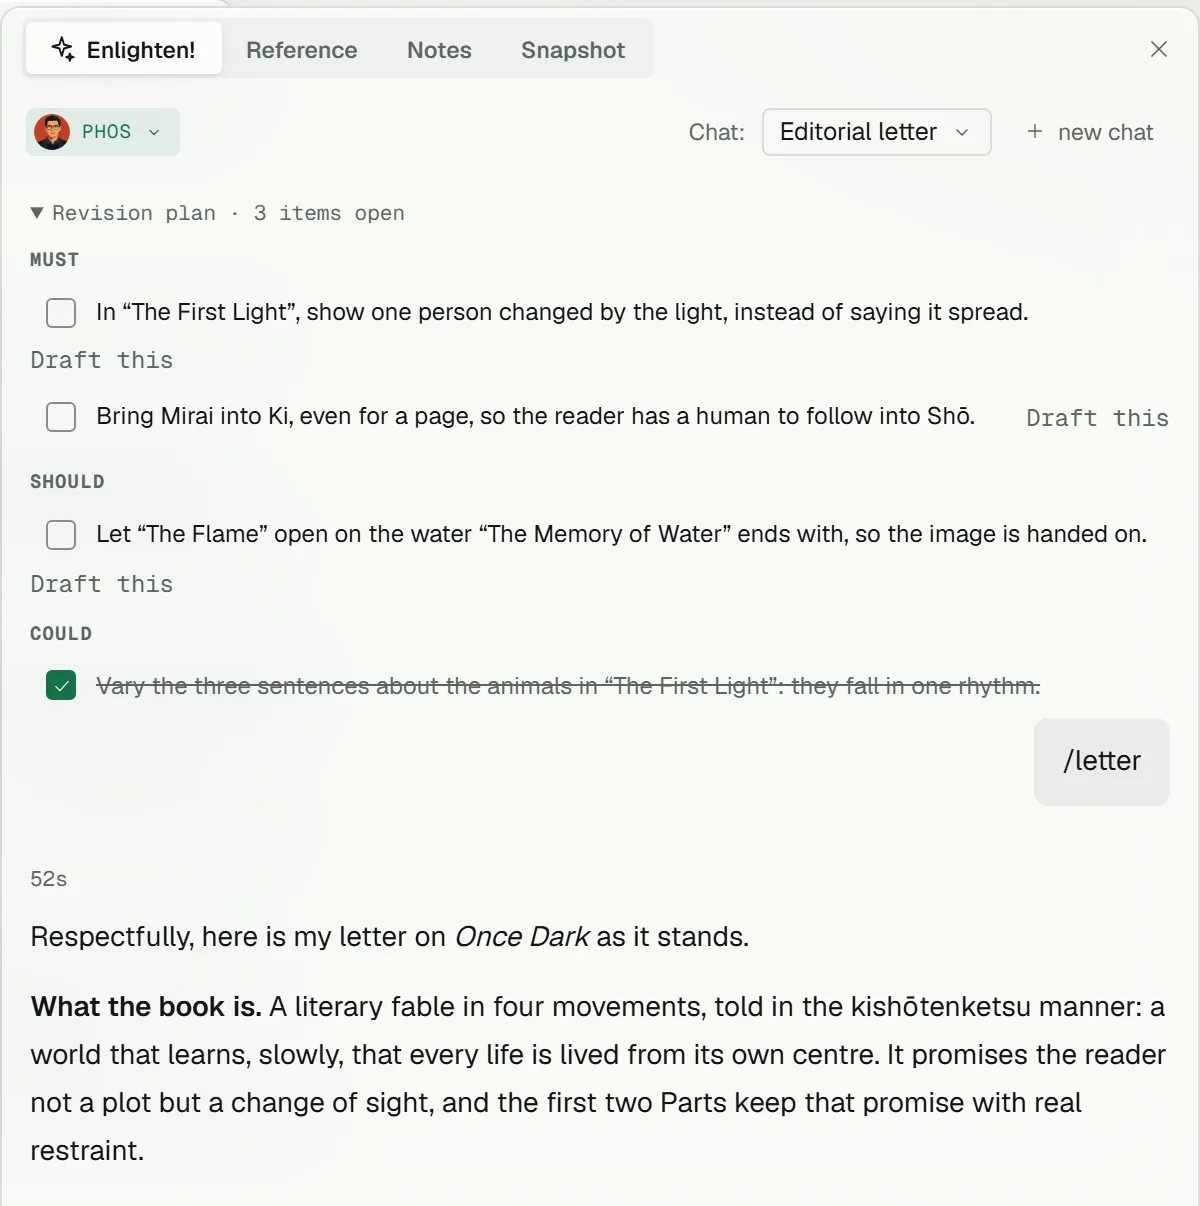 Enlighten! Reference Notes Snapshot
PHOS Chat: Editorial letter + new chat
▼ Revision plan · 3 items open
MUST
In “The First Light”, show one person changed by the light, instead of saying it spread.
Draft this
Bring Mirai into Ki, even for a page, so the reader has a human to follow into Shō. Draft this
SHOULD
Let “The Flame” open on the water “The Memory of Water” ends with, so the image is handed on.
Draft this
COULD
Vary the three sentences about the animals in “The First Light”: they fall in one rhythm.
/letter
52s
Respectfully, here is my letter on Once Dark as it stands.
What the book is. A literary fable in four movements, told in the kishōtenketsu manner: a
world that learns, slowly, that every life is lived from its own centre. It promises the reader
not a plot but a change of sight, and the first two Parts keep that promise with real
restraint.